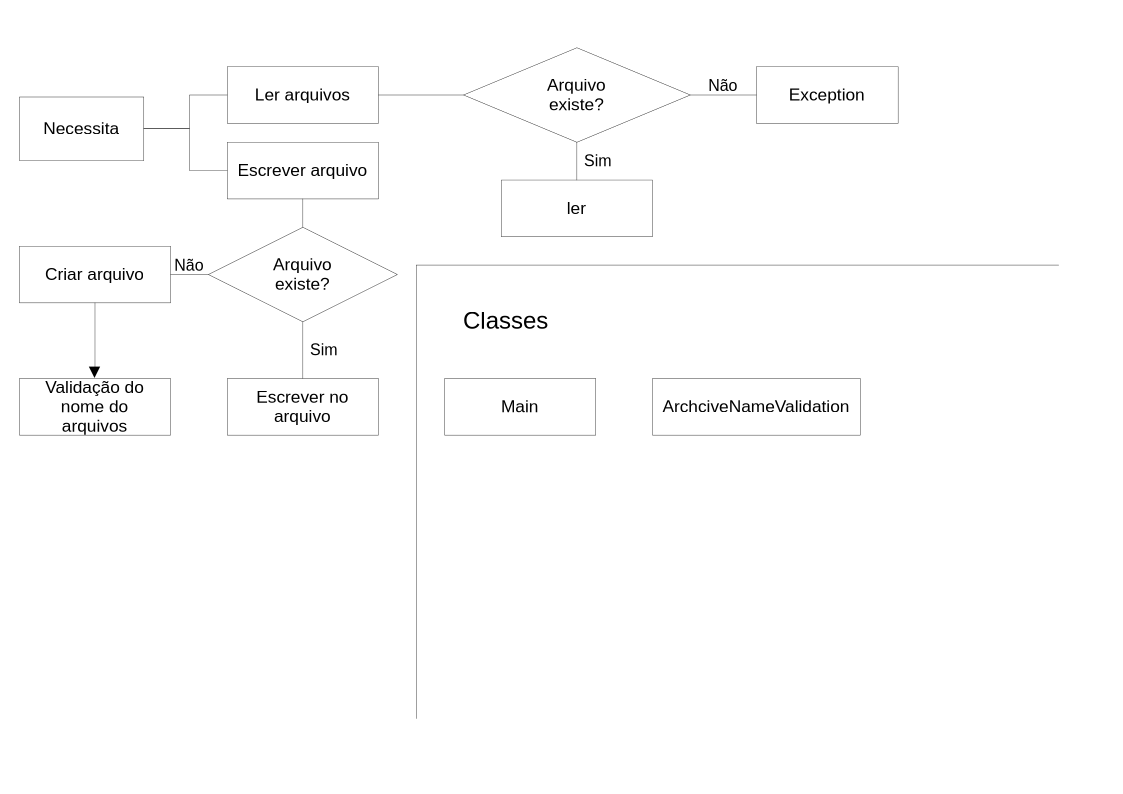 Necessita
Ler arquivos
Arquivo
existe?
Não
Exception
Sim
ler
Escrever arquivo
Arquivo
existe?
Não
Criar arquivo
Sim
Validação do
nome do
arquivos
Escrever no
arquivo
Classes
Main
ArchciveNameValidation